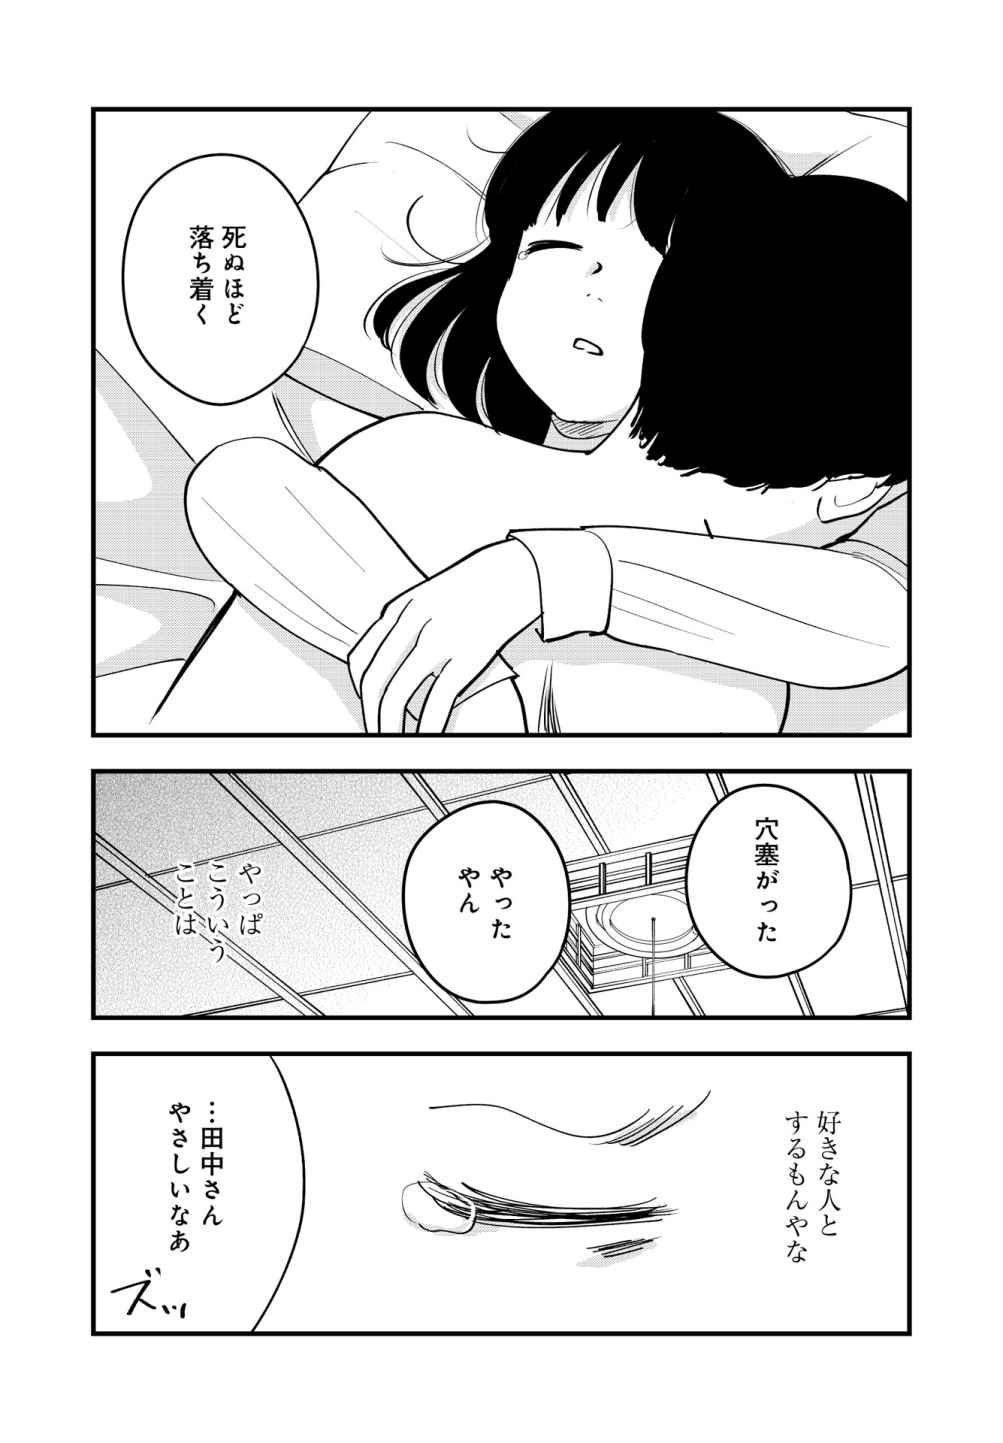 死ぬほど
落ち着く
穴塞がった
やった
やん
やっぱ
こういう
ことは
好きな人と
するもんやな
…田中さん
やさしいなあ
ズッ